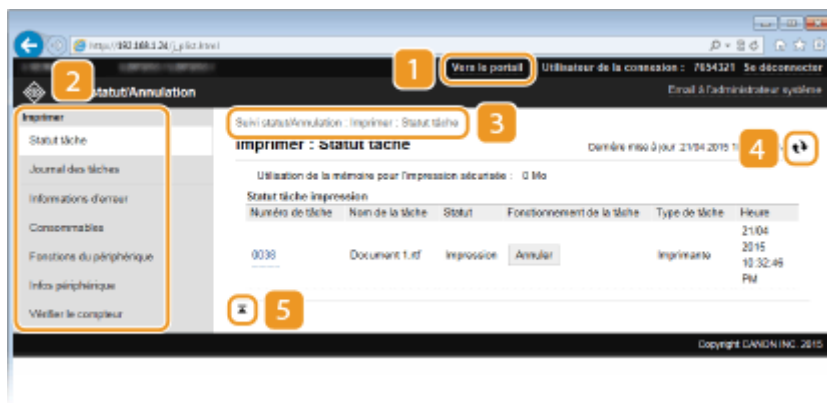 http://192.168.1.24/j_plist.html
1
Vers le portail Utilisateur de la connexion : 7654321 Se déconnecter
2
statut/Annulation Email à l'administrateur système
Imprimer
Statut tâche
Journal des tâches
Informations d'erreur
Consommables
Fonctions du périphérique
Infos périphérique
Vérifier le compteur
Suivi statut/Annulation : Imprimer : Statut tâche
3
Imprimer : Statut tâche
Dernière mise à jour 21/04 2015
4
Utilisation de la mémoire pour l'impression sécurisée : 0 Mo
Statut tâche impression
Numéro de tâche Nom de la tâche Statut Fonctionnement de la tâche Type de tâche Heure
0038 Document 1.rtf Impression Annuler Imprimante 21/04 2015 10:32:46 PM
5
Copyright CANON INC. 2015